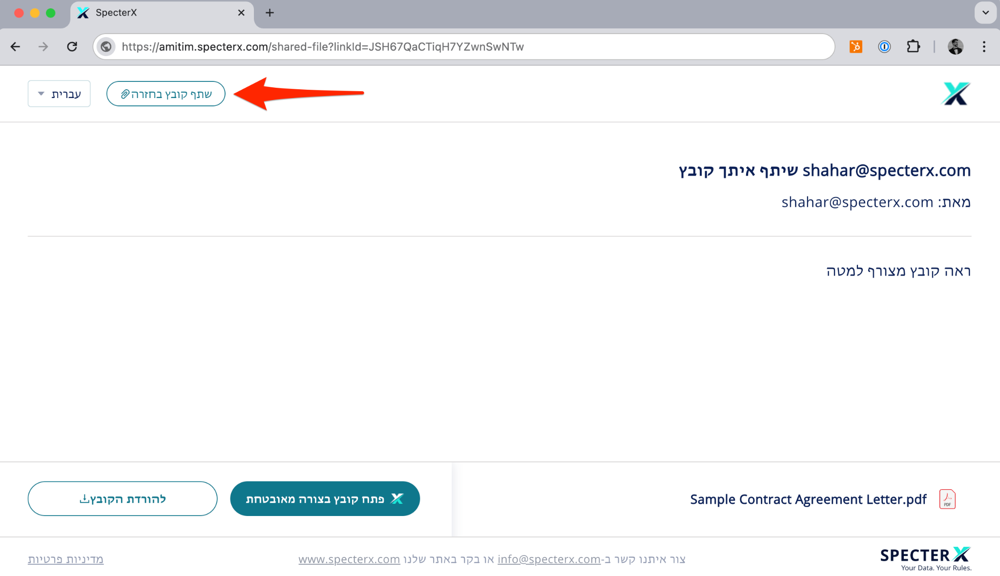 SpecterX
https://amitim.specterx.com/shared-file?linkId=JSH67QaCTiqH7YZwnSwNTw
שתף קובץ בחזרה
עברית
shahar@specterx.com שיתף איתך קובץ
מאת: shahar@specterx.com
ראה קובץ מצורף למטה
PDF
Sample Contract Agreement Letter.pdf
פתח קובץ בצורה מאובטחת
להורדת הקובץ
SPECTERX
Your Data. Your Rules.
צור איתנו קשר ב-info@specterx.com או בקר באתר שלנו www.specterx.com
מדיניות פרטיות